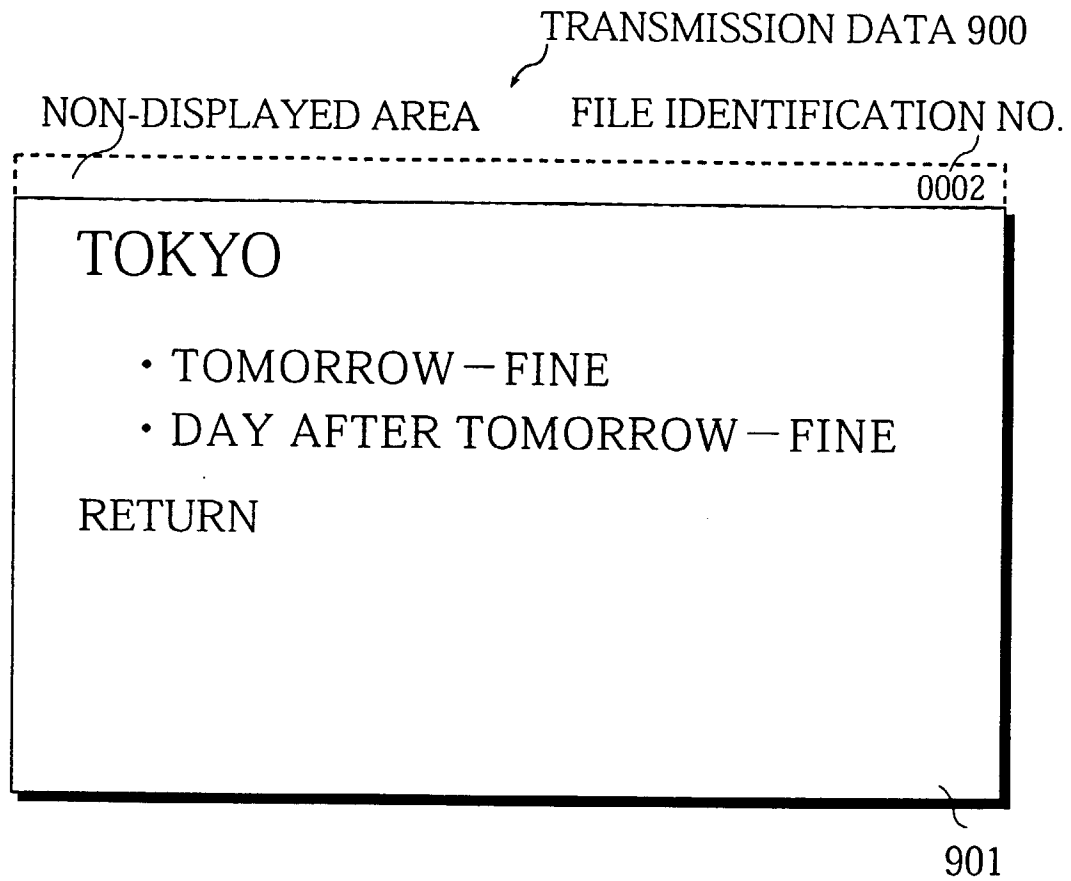 TRANSMISSION DATA 900
NON-DISPLAYED AREA
FILE IDENTIFICATION NO.
0002
TOKYO
・TOMORROW－FINE
・DAY AFTER TOMORROW－FINE
RETURN
901